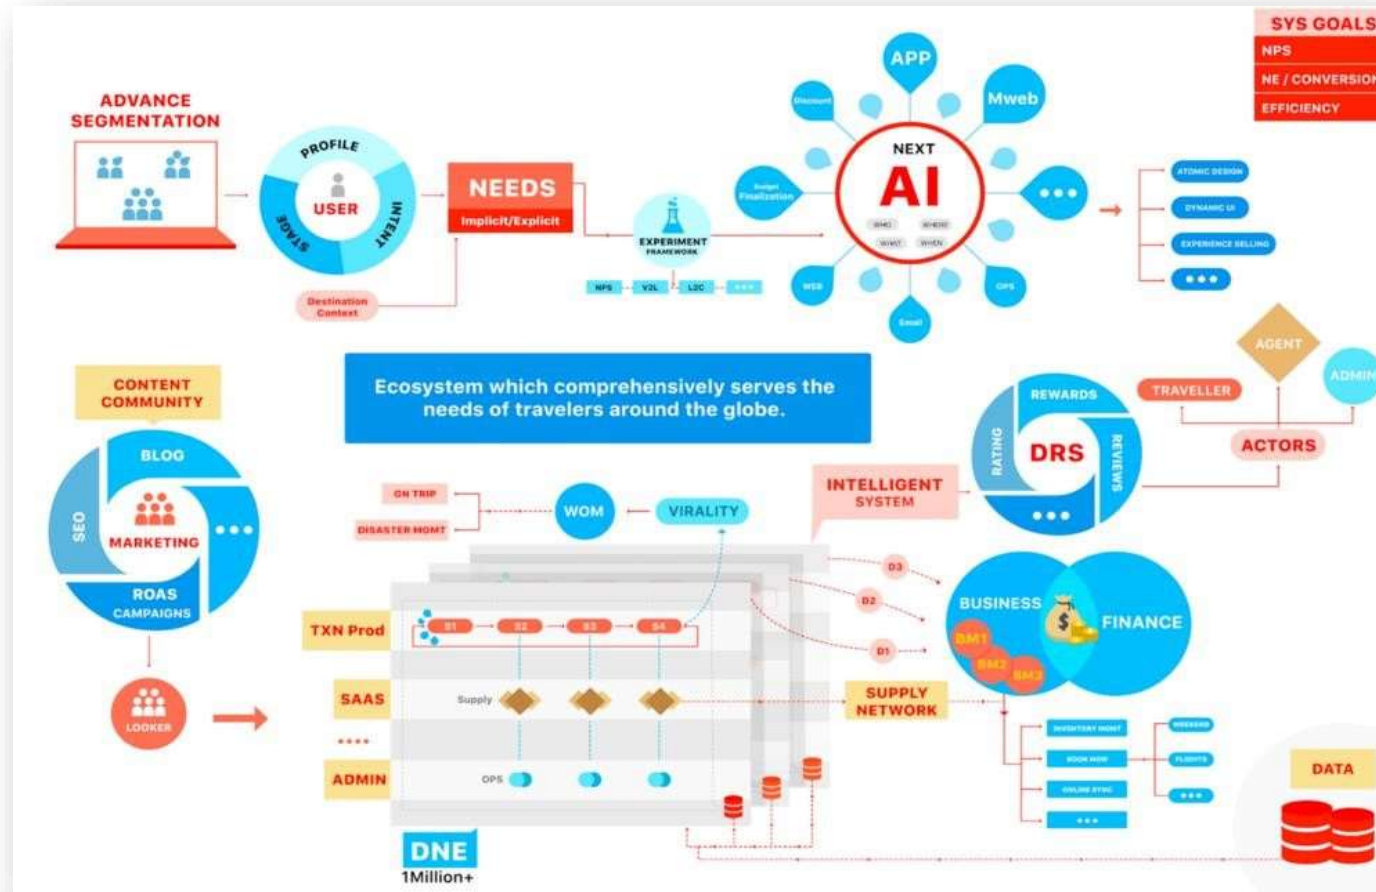 SYS GOALS
NPS
NE / CONVERSION
EFFICIENCY
ADVANCE
SEGMENTATION
PROFILE
INTENT
STAGE
USER
NEEDS
Implicit/Explicit
Destination
Context
EXPERIMENT
FRAMEWORK
NPS
V2L
L2C
APP
Mweb
Discount
Budget
Finalization
WEB
Email
OPS
NEXT
AI
WHO
WHERE
WHAT
WHEN
ATOMIC DESIGN
DYNAMIC UI
EXPERIENCE SELLING
CONTENT
COMMUNITY
BLOG
SEO
MARKETING
ROAS
CAMPAIGNS
LOOKER
Ecosystem which comprehensively serves the
needs of travelers around the globe.
AGENT
TRAVELLER
ADMIN
ACTORS
REWARDS
RATING
REVIEWS
DRS
INTELLIGENT
SYSTEM
ON TRIP
DISASTER MGMT
WOM
VIRALITY
D3
D2
D1
TXN Prod
S1
S2
S3
S4
SAAS
Supply
ADMIN
OPS
DNE
1Million+
BUSINESS
FINANCE
$
BM1
BM2
BM3
SUPPLY
NETWORK
INVENTORY MGMT
BOOK NOW
ONLINE SYNC
WEEKEND
FLIGHTS
DATA